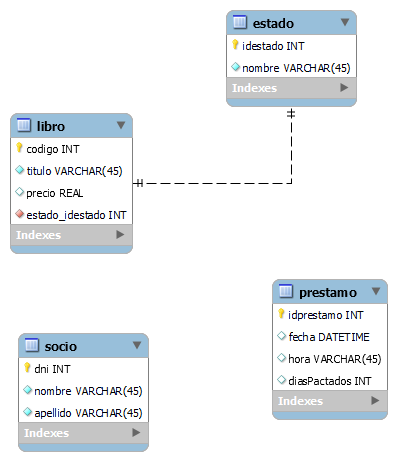 estado
idestado INT
nombre VARCHAR(45)
Indexes
libro
codigo INT
titulo VARCHAR(45)
precio REAL
estado_idestado INT
Indexes
prestamo
idprestamo INT
fecha DATETIME
hora VARCHAR(45)
diasPactados INT
Indexes
socio
dni INT
nombre VARCHAR(45)
apellido VARCHAR(45)
Indexes